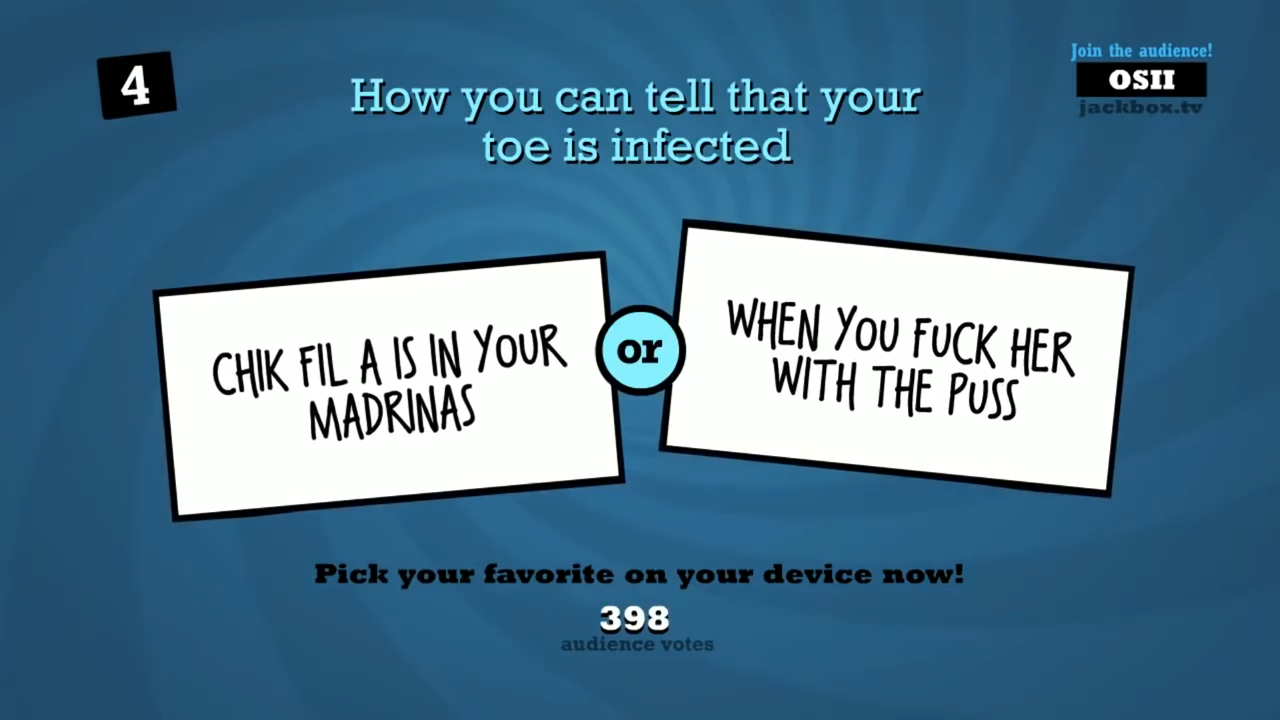 4
How you can tell that your
toe is infected
Join the audience!
OSII
jackbox.tv
CHIK FIL A IS IN YOUR
MADRINAS
or
WHEN YOU FUCK HER
WITH THE PUSS
Pick your favorite on your device now!
398
audience votes